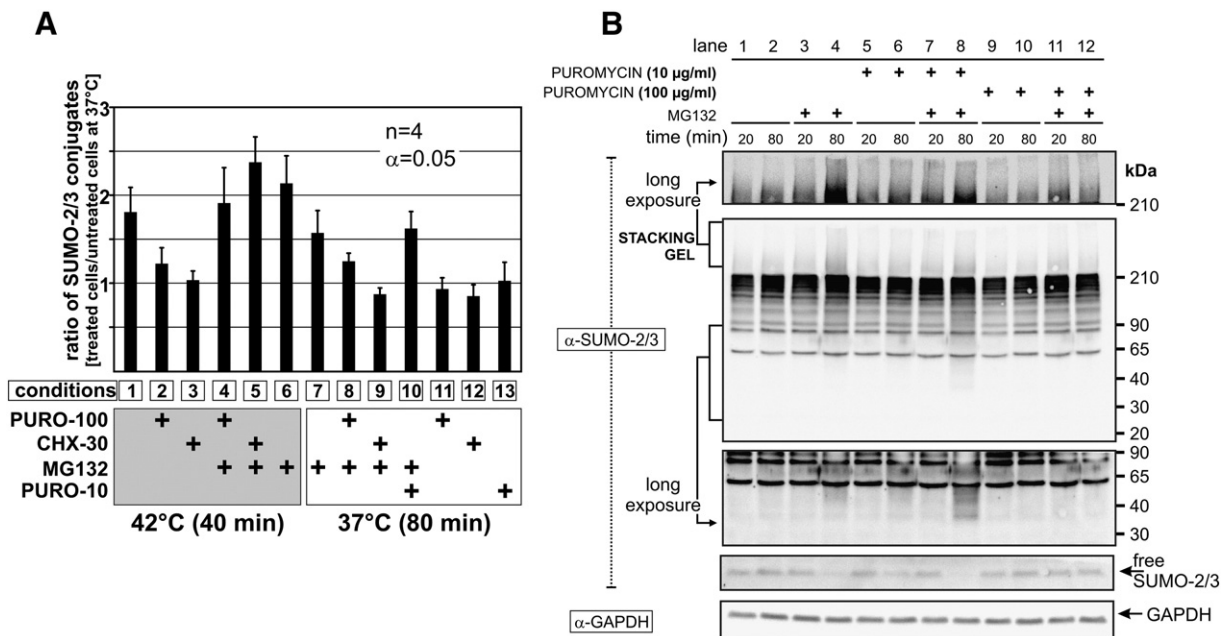 A
ratio of SUMO-2/3 conjugates
[treated cells/untreated cells at 37°C]
3
2
1
n=4
α=0.05
conditions 1 2 3 4 5 6 7 8 9 10 11 12 13
PURO-100 + + + +
CHX-30 + + + +
MG132 + + + + + + +
PURO-10 + +
42°C (40 min) 37°C (80 min)
B
lane 1 2 3 4 5 6 7 8 9 10 11 12
PUROMYCIN (10 µg/ml) + + + +
PUROMYCIN (100 µg/ml) + + + +
MG132 + + + + + +
time (min) 20 80 20 80 20 80 20 80 20 80 20 80
kDa
long
exposure
210
STACKING
GEL
210
90
65
40
30
20
α-SUMO-2/3
long
exposure
90
65
40
30
free
SUMO-2/3
α-GAPDH
GAPDH